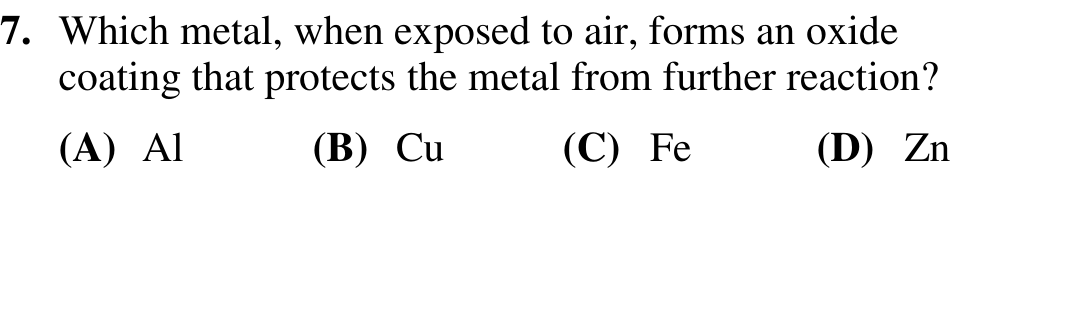 7. Which metal, when exposed to air, forms an oxide
coating that protects the metal from further reaction?
(A) Al (B) Cu (C) Fe (D) Zn